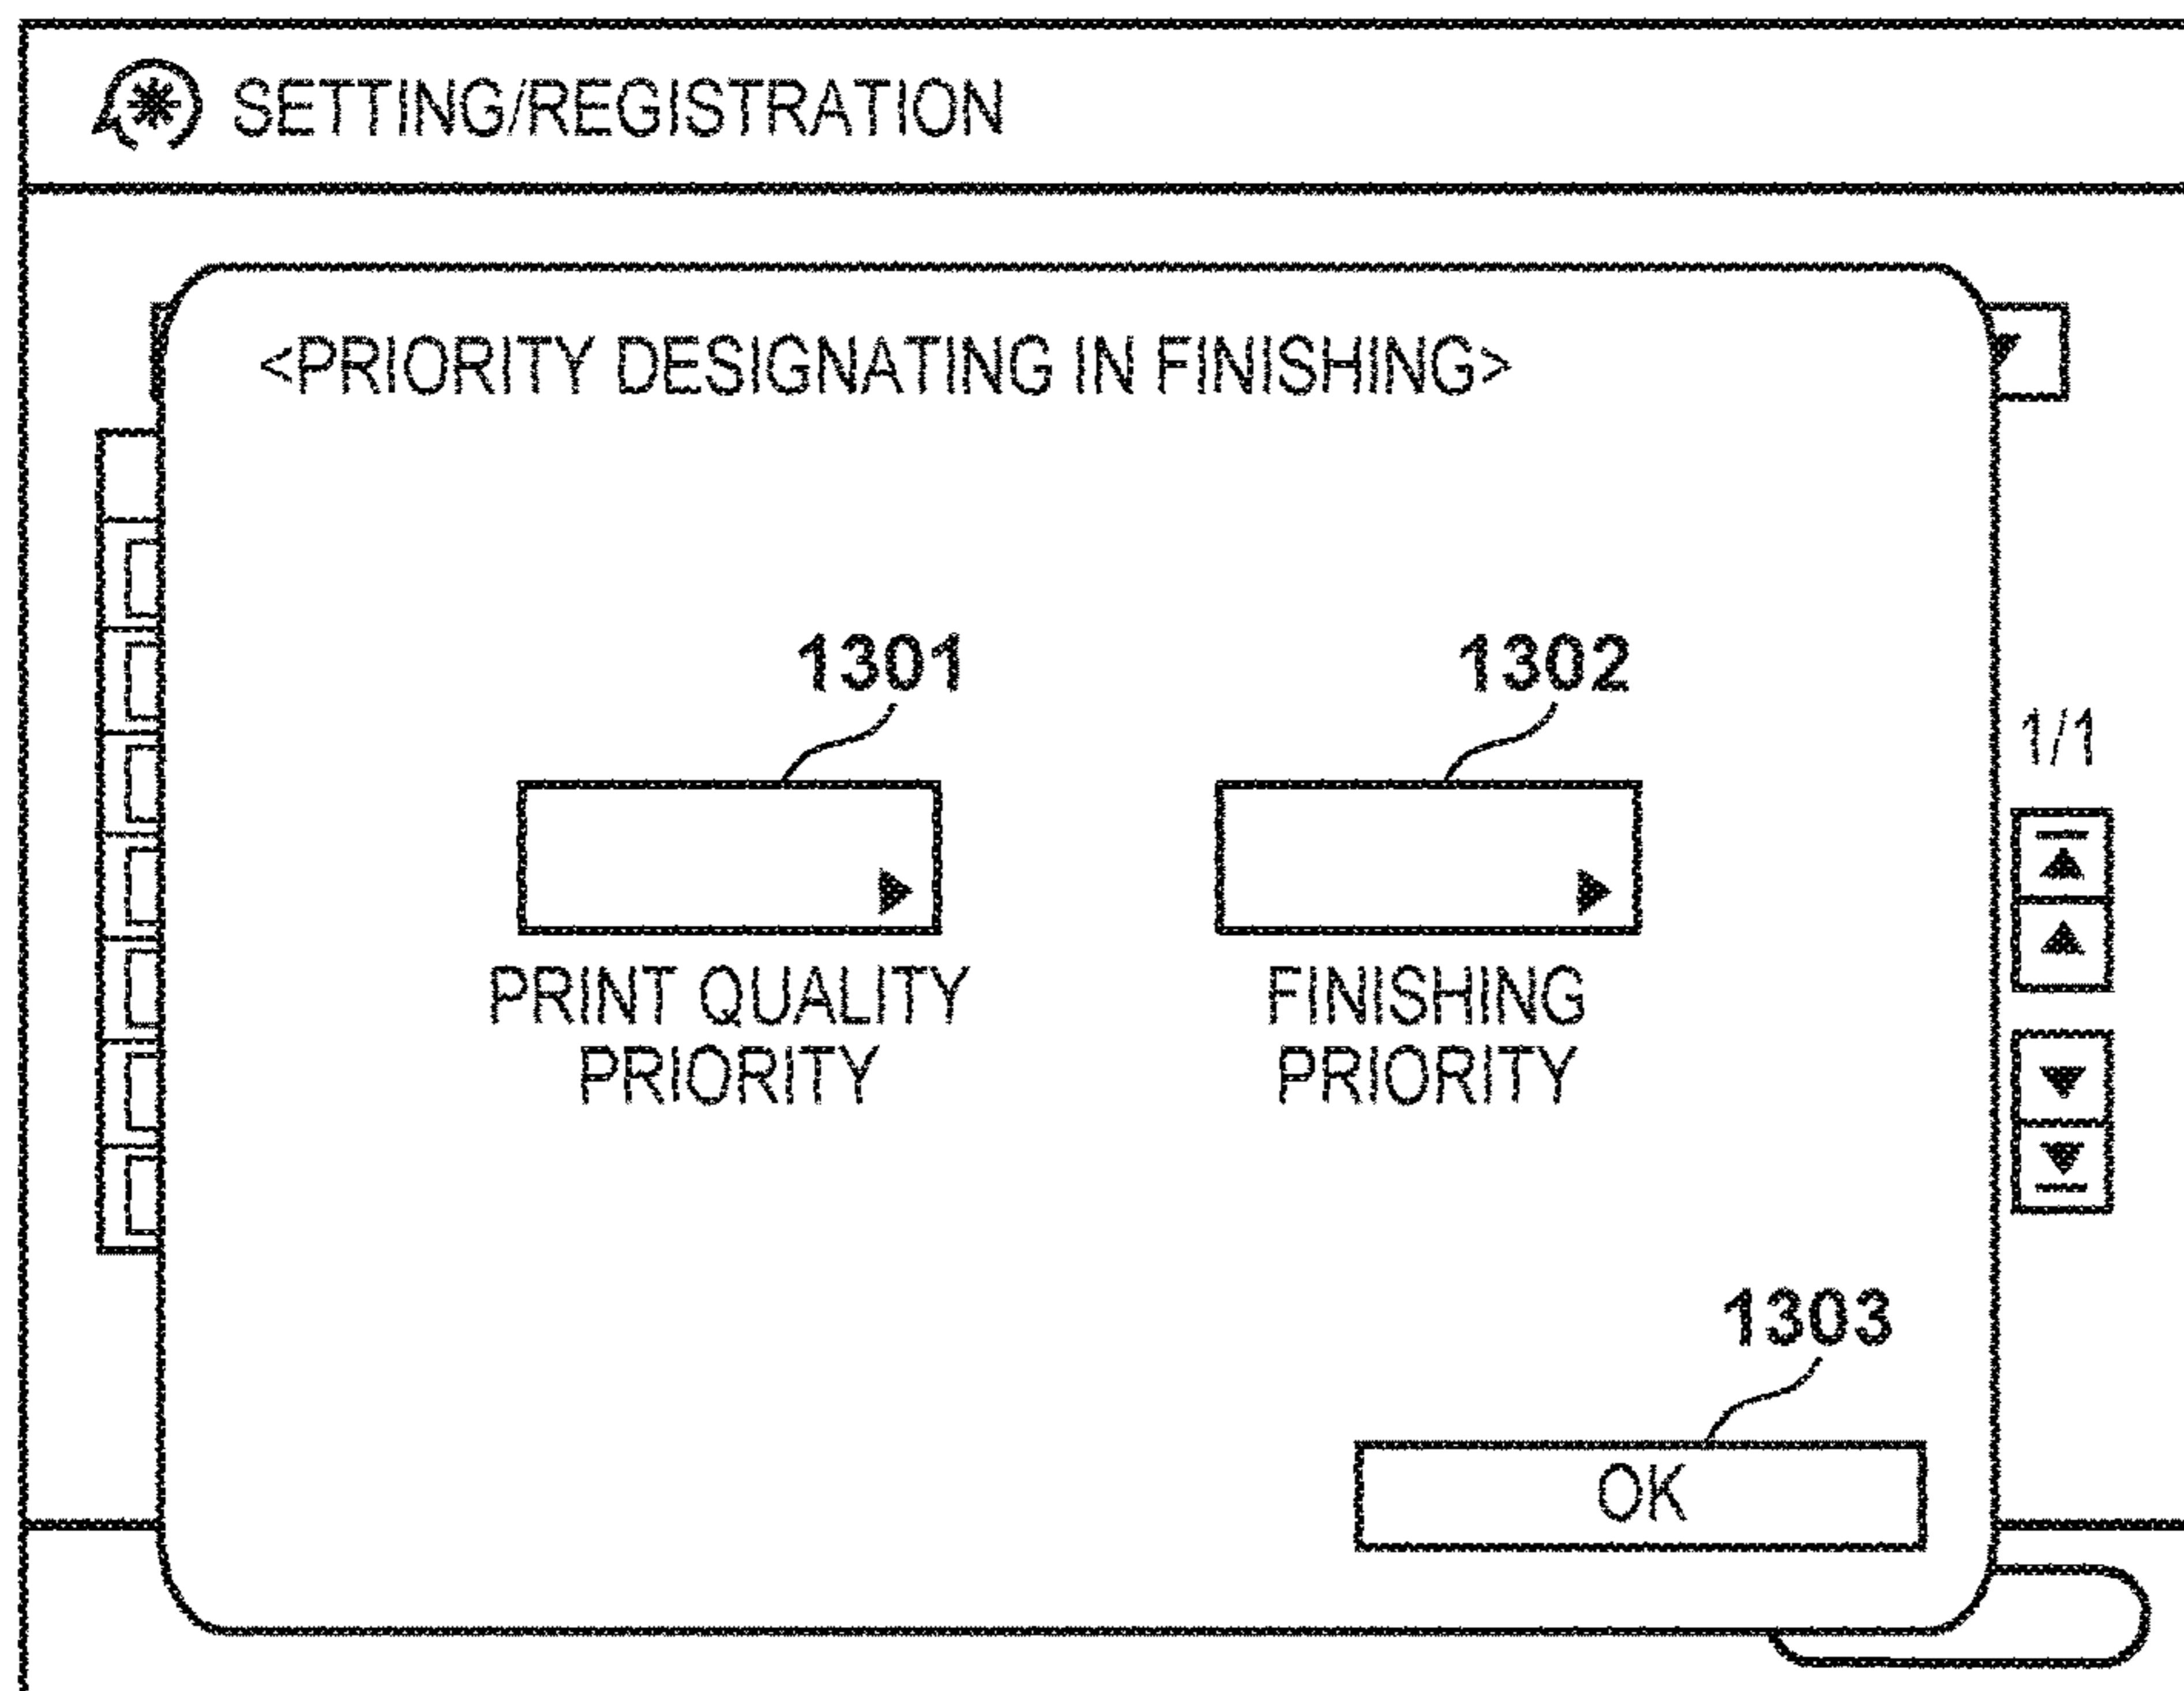 SETTING/REGISTRATION
<PRIORITY DESIGNATING IN FINISHING>
1301
1302
1/1
PRINT QUALITY
PRIORITY
FINISHING
PRIORITY
1303
OK